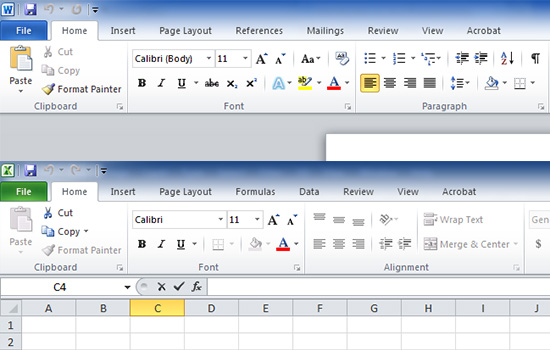 File Home Insert Page Layout References Mailings Review View Acrobat
Cut
Copy
Format Painter
Paste
Calibri (Body) 11 A A Aa
B I U abc X₂ X² A ab A
A Z ¶
Clipboard Font Paragraph
File Home Insert Page Layout Formulas Data Review View Acrobat
Cut
Copy
Format Painter
Paste
Calibri 11 A A
B I U A
Wrap Text
Merge & Center
Gen
$
Clipboard Font Alignment
C4 fx
A B C D E F G H I J
1
2